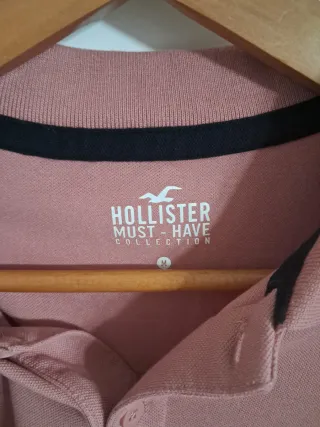 HOLLISTER
MUST - HAVE
COLLECTION
M